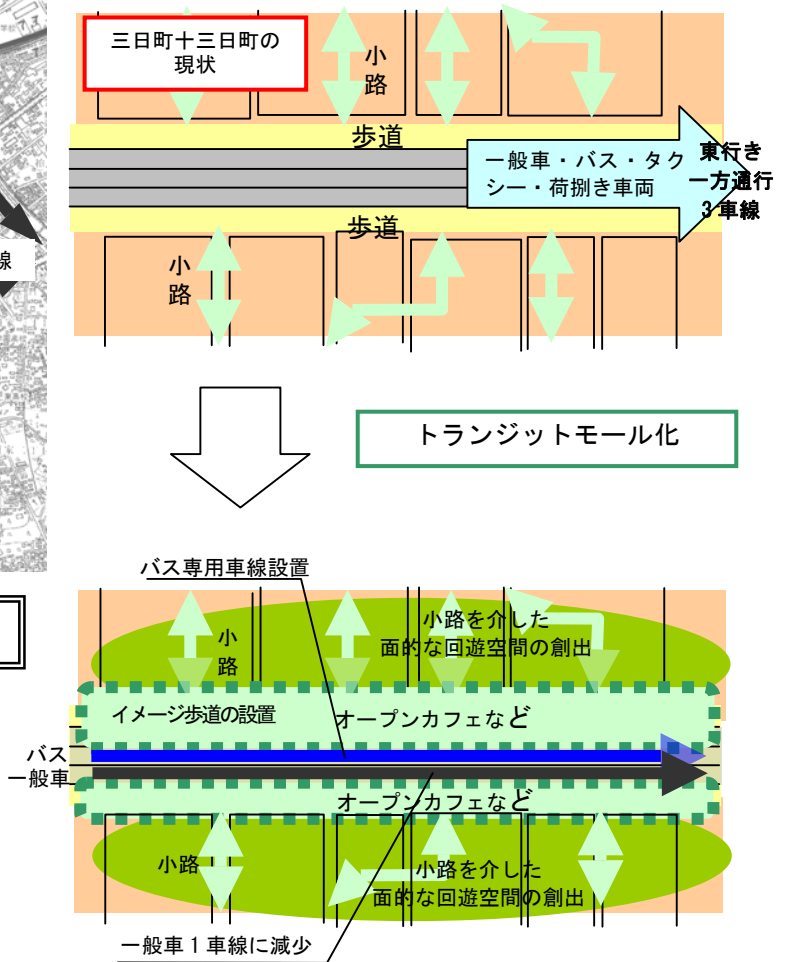 三日町十三日町の
現状
小
路
歩道
一般車・バス・タク
シー・荷捌き車両
東行き
一方通行
3車線
歩道
小
路
線
トランジットモール化
バス専用車線設置
小路を介した
面的な回遊空間の創出
小
路
イメージ歩道の設置
オープンカフェなど
バス
一般車
オープンカフェなど
小路
小路を介した
面的な回遊空間の創出
一般車1車線に減少